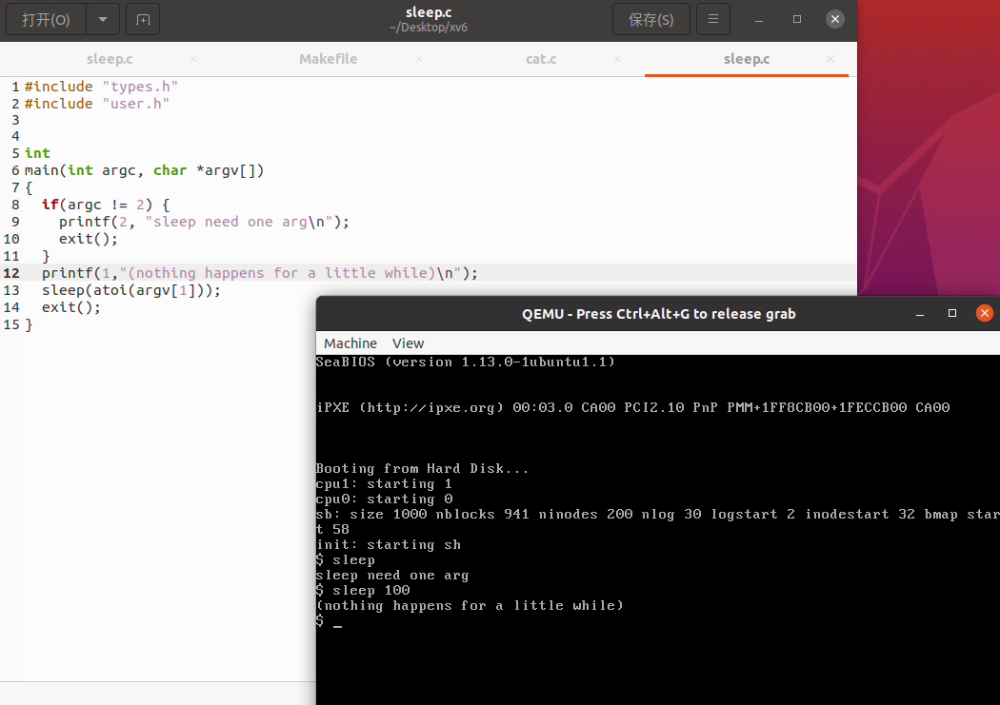 打开(O)
sleep.c
~/Desktop/xv6
保存(S)
sleep.c
Makefile
cat.c
sleep.c
1 #include "types.h"
2 #include "user.h"
3
4
5 int
6 main(int argc, char *argv[])
7 {
8   if(argc != 2) {
9     printf(2, "sleep need one arg\n");
10     exit();
11   }
12   printf(1,"(nothing happens for a little while)\n");
13   sleep(atoi(argv[1]));
14   exit();
15 }
QEMU - Press Ctrl+Alt+G to release grab
Machine View
SeaBIOS (version 1.13.0-1ubuntu1.1)
iPXE (http://ipxe.org) 00:03.0 CA00 PCI2.10 PnP PMM+1FF8CB00+1FECCB00 CA00
Booting from Hard Disk...
cpu1: starting 1
cpu0: starting 0
sb: size 1000 nblocks 941 ninodes 200 nlog 30 logstart 2 inodestart 32 bmap star
t 58
init: starting sh
$ sleep
sleep need one arg
$ sleep 100
(nothing happens for a little while)
$ _